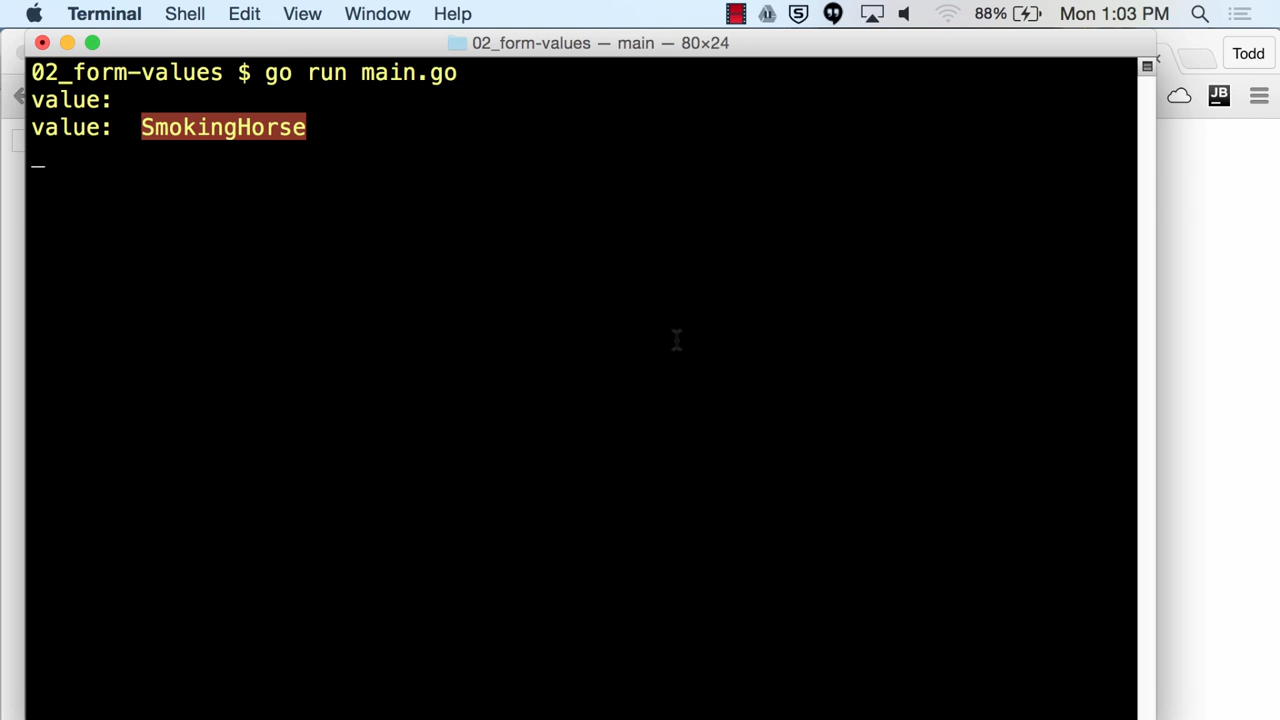 Terminal Shell Edit View Window Help 88% Mon 1:03 PM
02_form-values — main — 80×24
Todd
JB
02_form-values $ go run main.go
value:
value: SmokingHorse